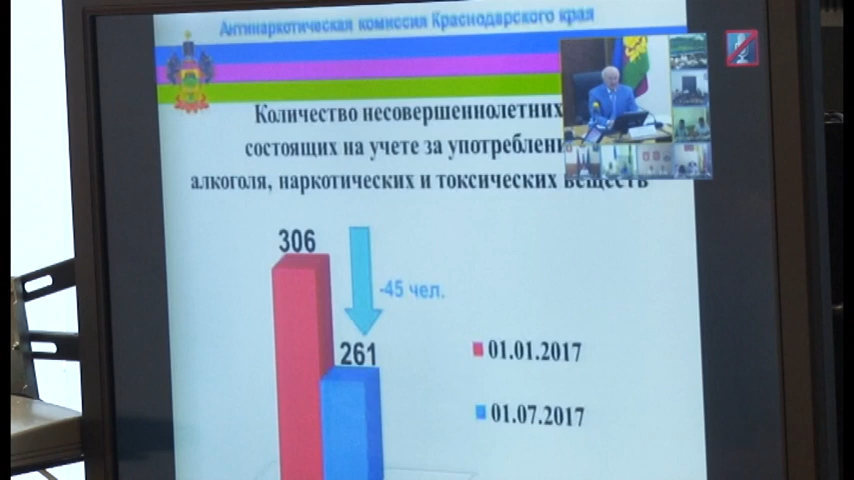 Антинаркотическая комиссия Краснодарского края
Количество несовершеннолетних
состоящих на учете за употреблени
алкоголя, наркотических и токсических веществ
306
-45 чел.
261
01.01.2017
01.07.2017